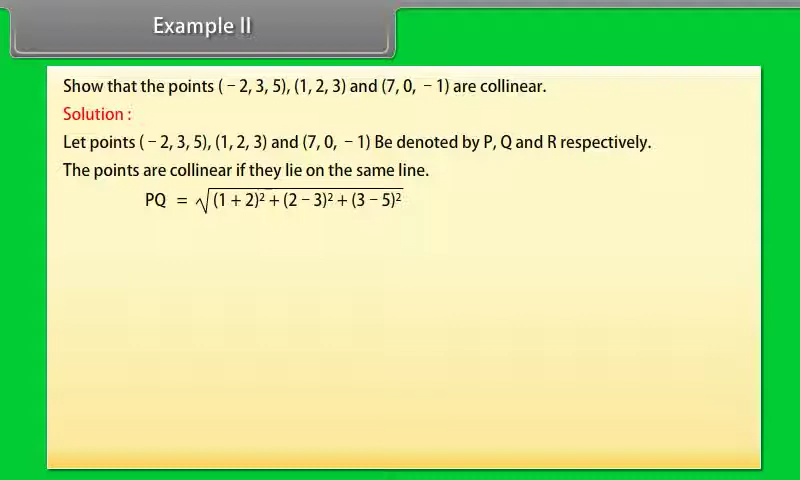 Example II
Show that the points ( − 2, 3, 5), (1, 2, 3) and (7, 0, − 1) are collinear.
Solution :
Let points ( − 2, 3, 5), (1, 2, 3) and (7, 0, − 1) Be denoted by P, Q and R respectively.
The points are collinear if they lie on the same line.
PQ = √(1 + 2)² + (2 − 3)² + (3 − 5)²